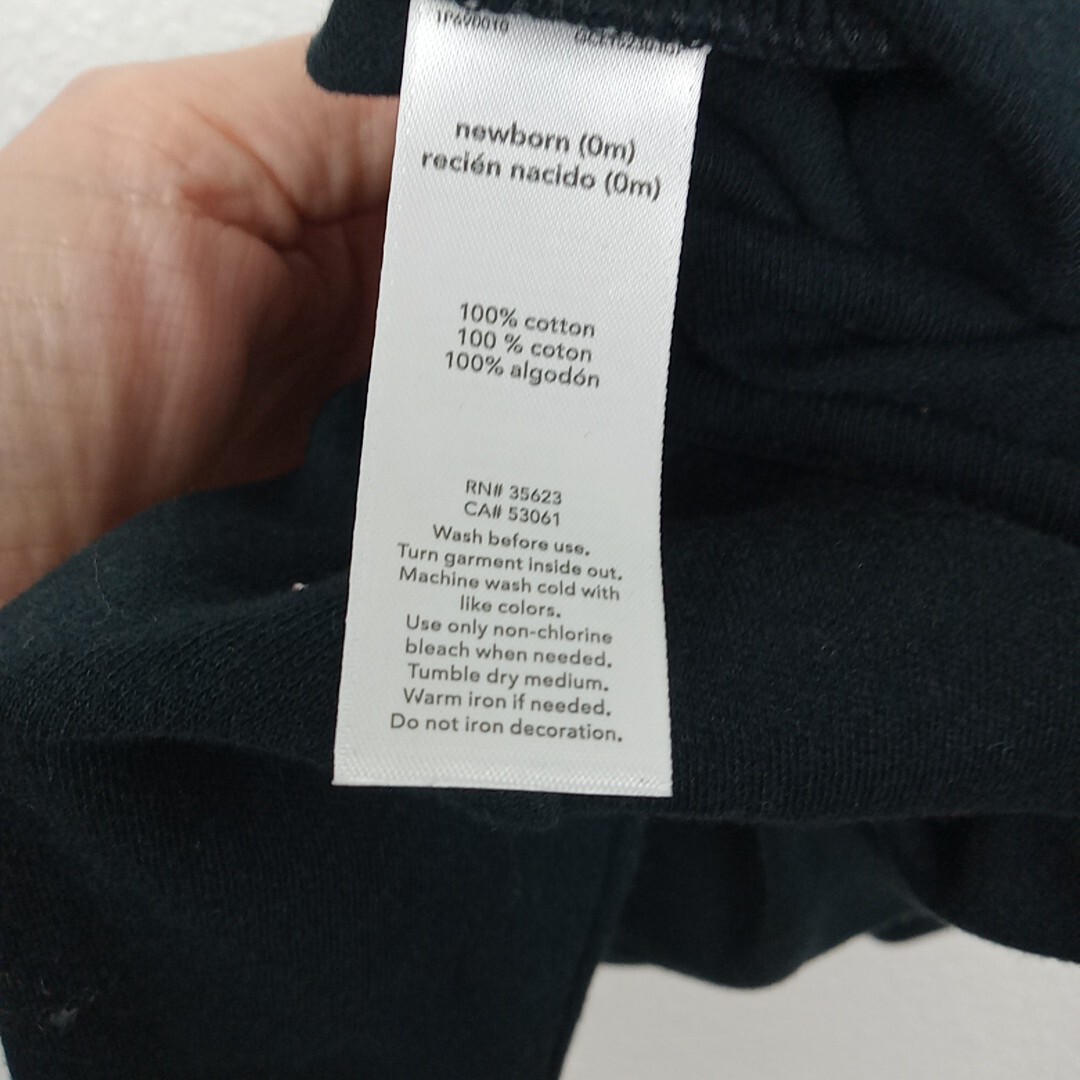 1P690010
newborn (0m)
recién nacido (0m)
100% cotton
100 % coton
100% algodón
RN# 35623
CA# 53061
Wash before use.
Turn garment inside out.
Machine wash cold with
like colors.
Use only non-chlorine
bleach when needed.
Tumble dry medium.
Warm iron if needed.
Do not iron decoration.